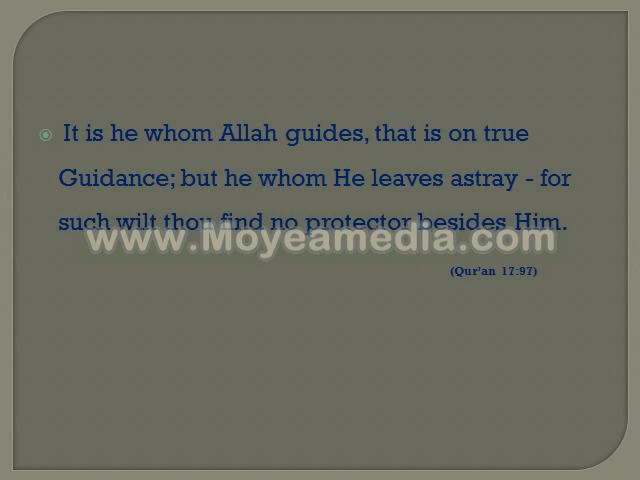 It is he whom Allah guides, that is on true
Guidance; but he whom He leaves astray - for
such wilt thou find no protector besides Him.
www.Moyeamedia.com
(Qur'an 17:97)